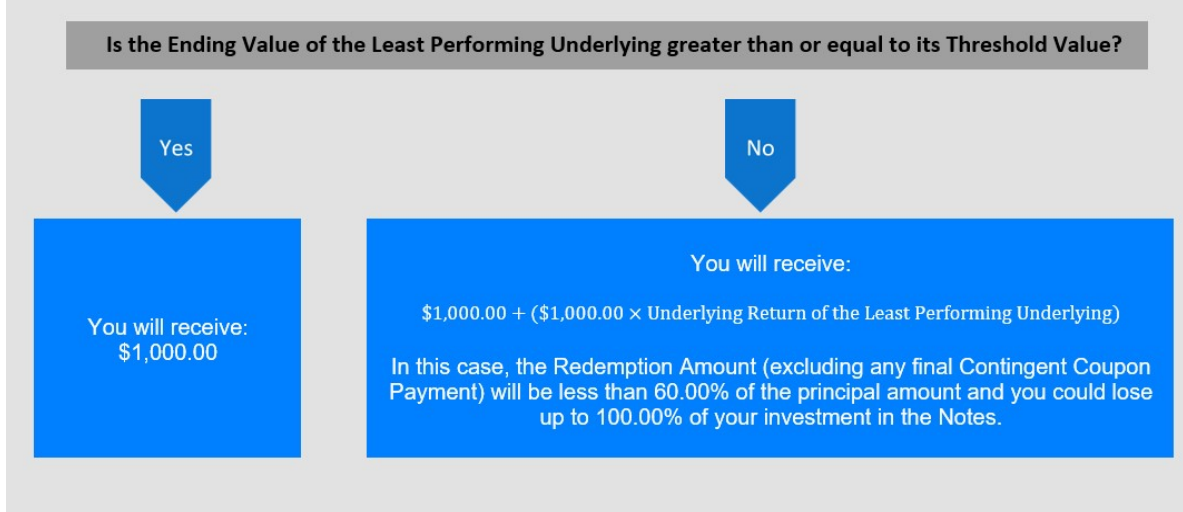 Is the Ending Value of the Least Performing Underlying greater than or equal to its Threshold Value?
Yes
No
You will receive:
$1,000.00
You will receive:
$1,000.00 + ($1,000.00 × Underlying Return of the Least Performing Underlying)
In this case, the Redemption Amount (excluding any final Contingent Coupon
Payment) will be less than 60.00% of the principal amount and you could lose
up to 100.00% of your investment in the Notes.